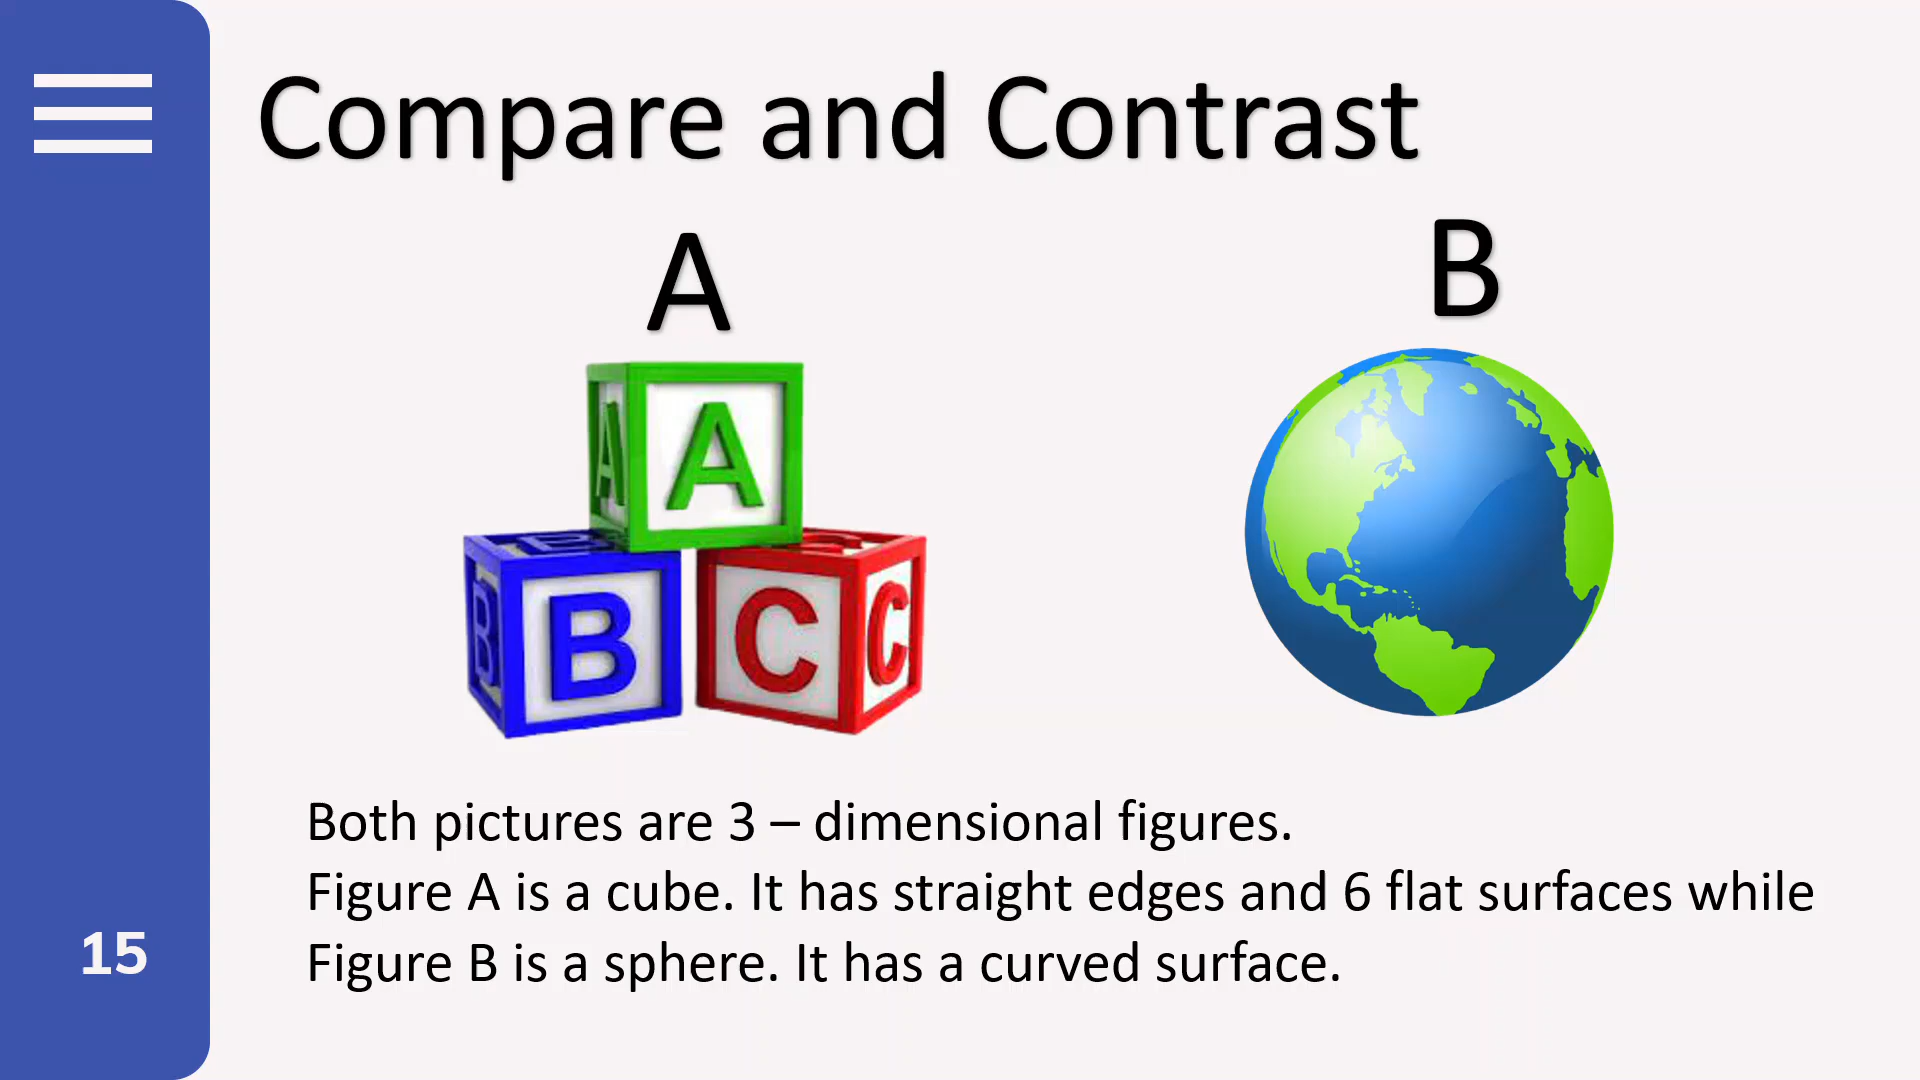 Compare and Contrast
A
B
A A
B
B B
C
C C
Both pictures are 3 – dimensional figures.
Figure A is a cube. It has straight edges and 6 flat surfaces while
Figure B is a sphere. It has a curved surface.
15